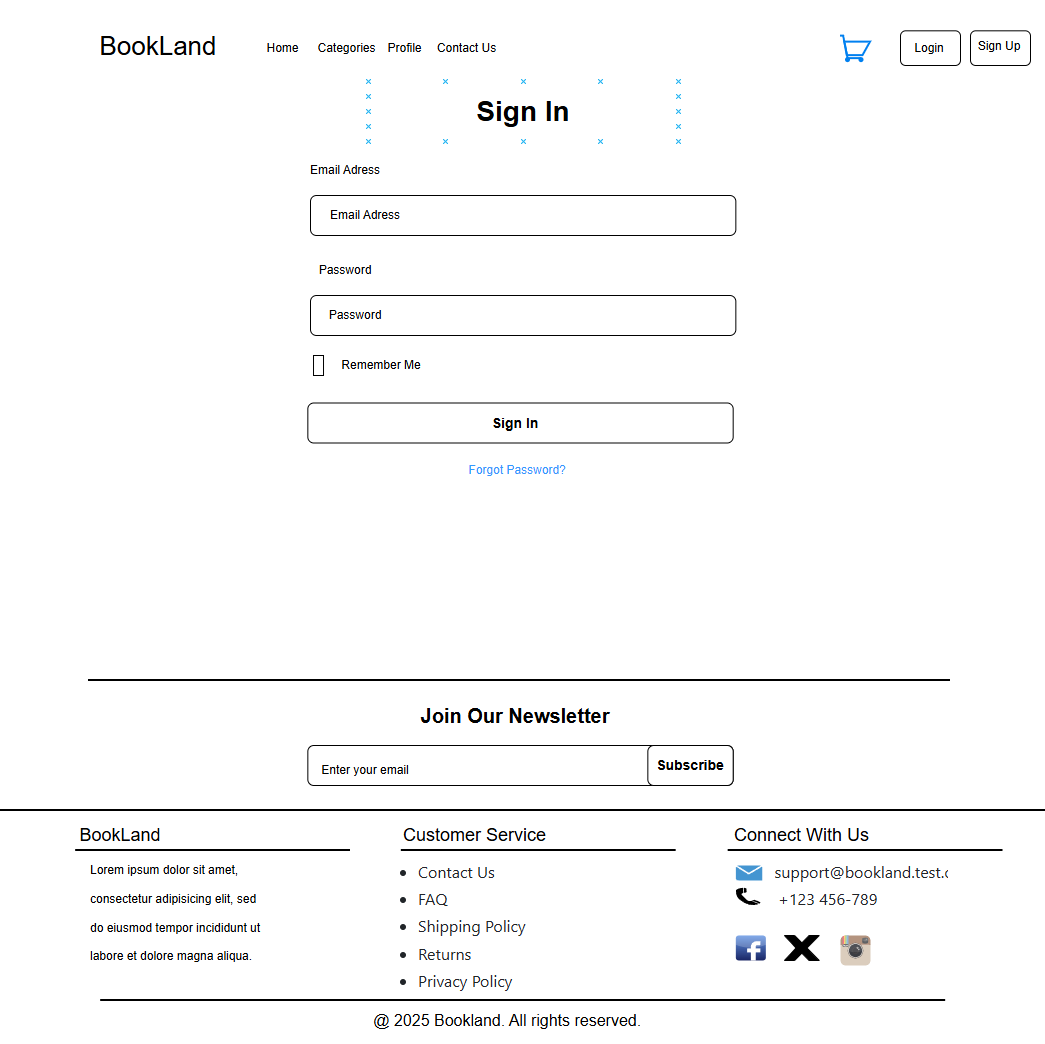 BookLand
Home Categories Profile Contact Us
Login
Sign Up
Sign In
Email Adress
Email Adress
Password
Password
Remember Me
Sign In
Forgot Password?
Join Our Newsletter
Enter your email
Subscribe
BookLand
Lorem ipsum dolor sit amet,
consectetur adipisicing elit, sed
do eiusmod tempor incididunt ut
labore et dolore magna aliqua.
Customer Service
Contact Us
FAQ
Shipping Policy
Returns
Privacy Policy
Connect With Us
support@bookland.test.c
+123 456-789
@ 2025 Bookland. All rights reserved.